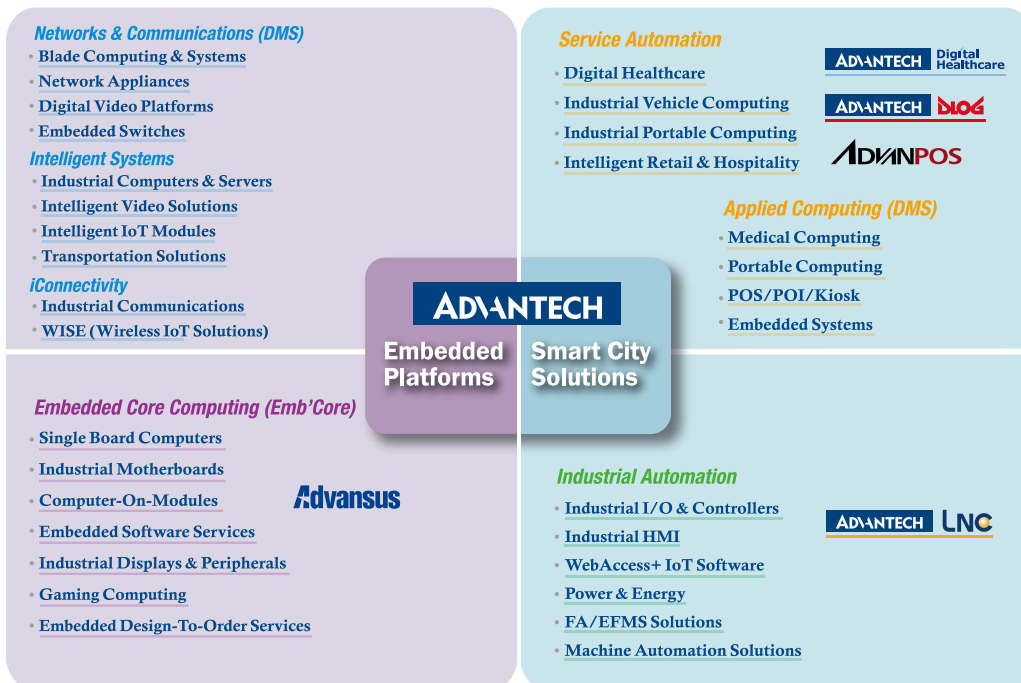 Networks & Communications (DMS)
• Blade Computing & Systems
• Network Appliances
• Digital Video Platforms
• Embedded Switches
Intelligent Systems
• Industrial Computers & Servers
• Intelligent Video Solutions
• Intelligent IoT Modules
• Transportation Solutions
iConnectivity
• Industrial Communications
• WISE (Wireless IoT Solutions)
Service Automation
• Digital Healthcare
• Industrial Vehicle Computing
• Industrial Portable Computing
• Intelligent Retail & Hospitality
ADVANTECH Digital Healthcare
ADVANTECH DLOG
ADVANPOS
Applied Computing (DMS)
• Medical Computing
• Portable Computing
• POS/POI/Kiosk
• Embedded Systems
ADVANTECH
Embedded
Platforms
Smart City
Solutions
Embedded Core Computing (Emb'Core)
• Single Board Computers
• Industrial Motherboards
• Computer-On-Modules
• Embedded Software Services
• Industrial Displays & Peripherals
• Gaming Computing
• Embedded Design-To-Order Services
Advansus
Industrial Automation
• Industrial I/O & Controllers
• Industrial HMI
• WebAccess+ IoT Software
• Power & Energy
• FA/EFMS Solutions
• Machine Automation Solutions
ADVANTECH LNC